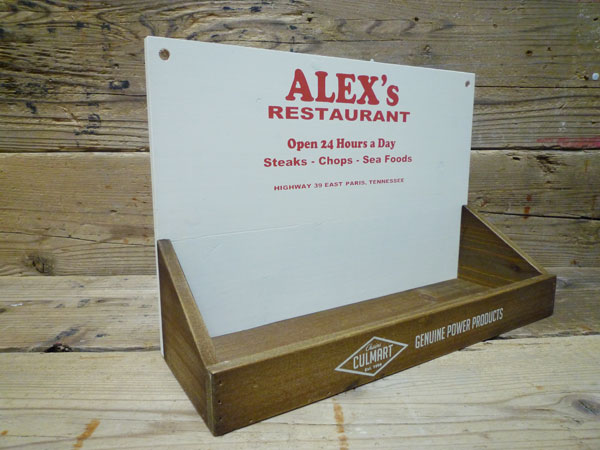 ALEX's
RESTAURANT
Open 24 Hours a Day
Steaks - Chops - Sea Foods
HIGHWAY 39 EAST PARIS, TENNESSEE
CULMART
GENUINE POWER PRODUCTS